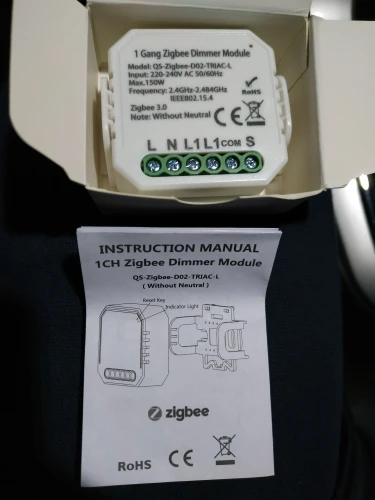 1 Gang Zigbee Dimmer Module
Model: QS-Zigbee-D02-TRIAC-L
Input: 220-240V AC 50/60Hz
Max.150W
Frequency: 2.4GHz-2.484GHz
IEEE802.15.4
Zigbee 3.0
Note: Without Neutral
RoHS
CE
L N L1 L1 COM S
INSTRUCTION MANUAL
1CH Zigbee Dimmer Module
QS-Zigbee-D02-TRIAC-L
( Without Neutral )
Reset Key
Indicator Light
zigbee
RoHS CE